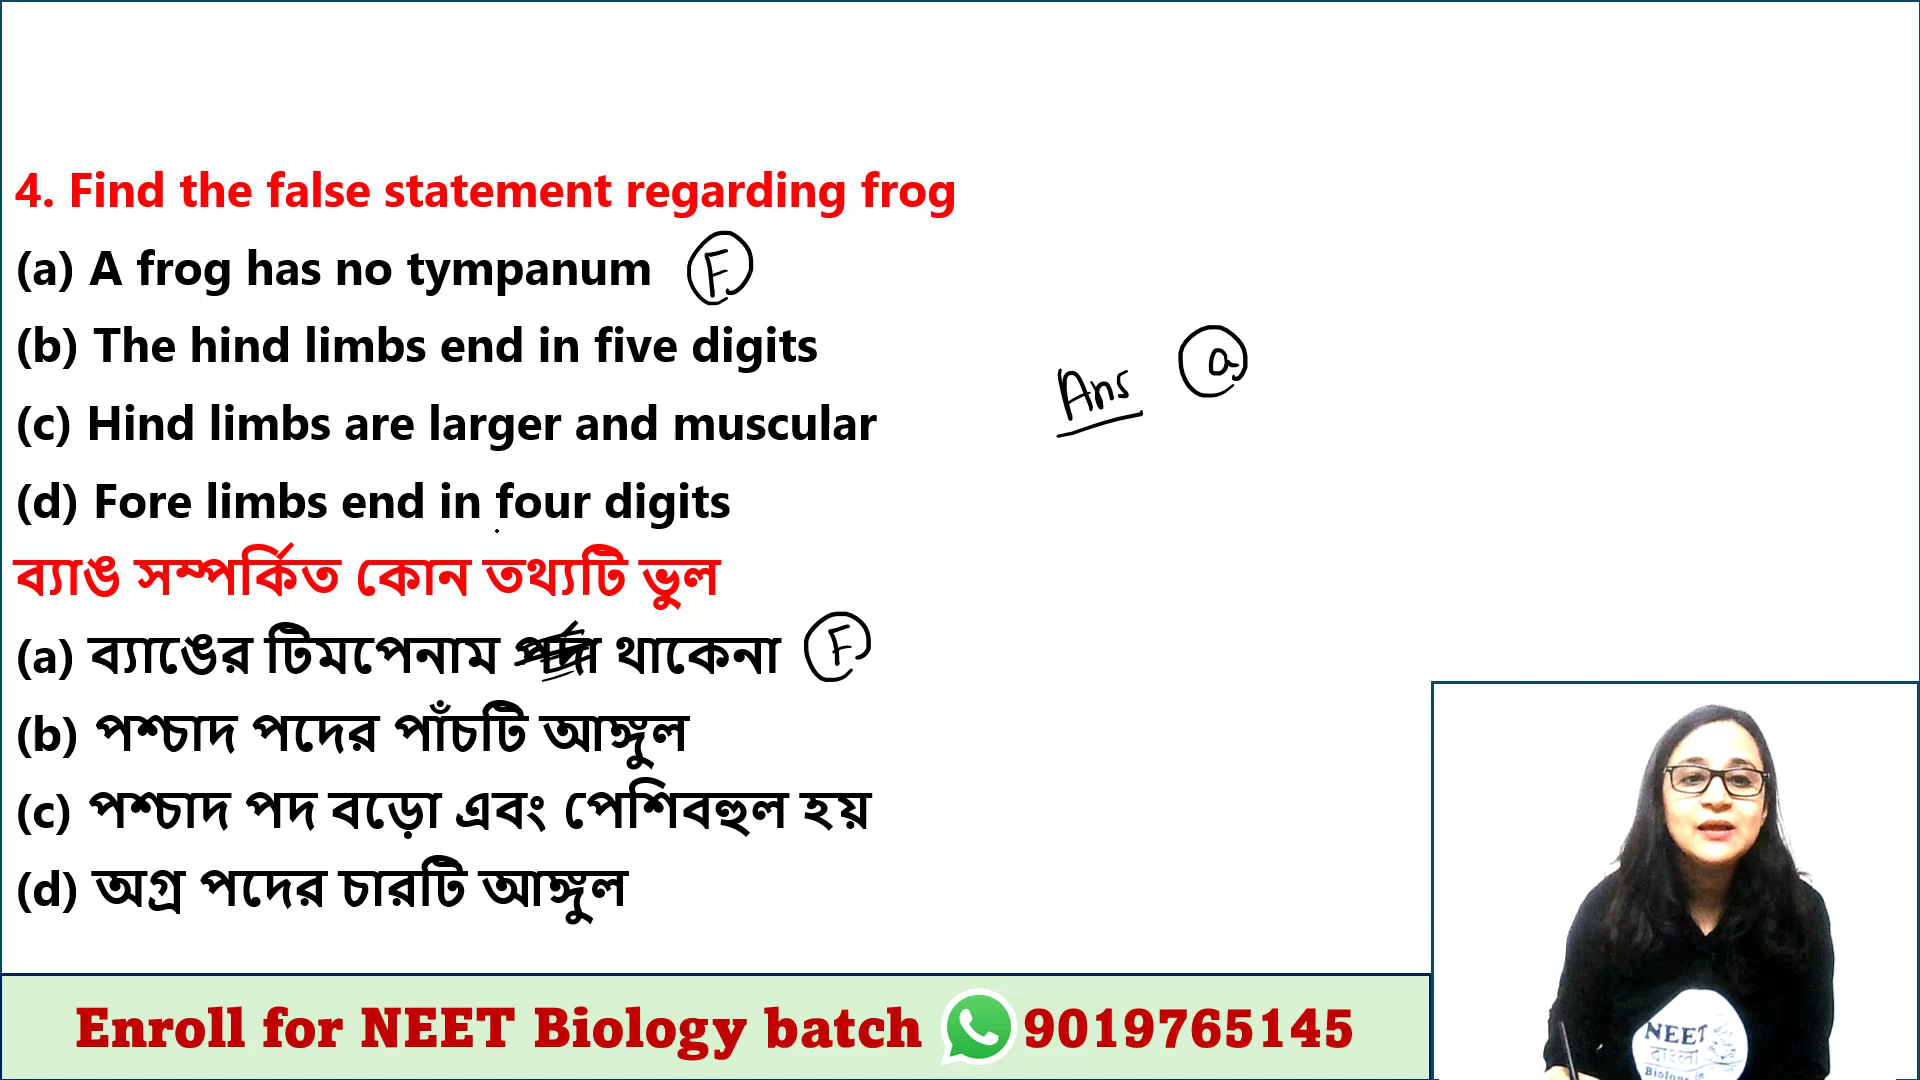 4. Find the false statement regarding frog
(a) A frog has no tympanum F
(b) The hind limbs end in five digits
(c) Hind limbs are larger and muscular
Ans a
(d) Fore limbs end in four digits
ব্যাঙ সম্পর্কিত কোন তথ্যটি ভুল
(a) ব্যাঙের টিমপেনাম পর্দা থাকেনা F
(b) পশ্চাদ পদের পাঁচটি আঙ্গুল
(c) পশ্চাদ পদ বড়ো এবং পেশিবহুল হয়
(d) অগ্র পদের চারটি আঙ্গুল
Enroll for NEET Biology batch 9019765145
NEET
বাংলা
Biology in